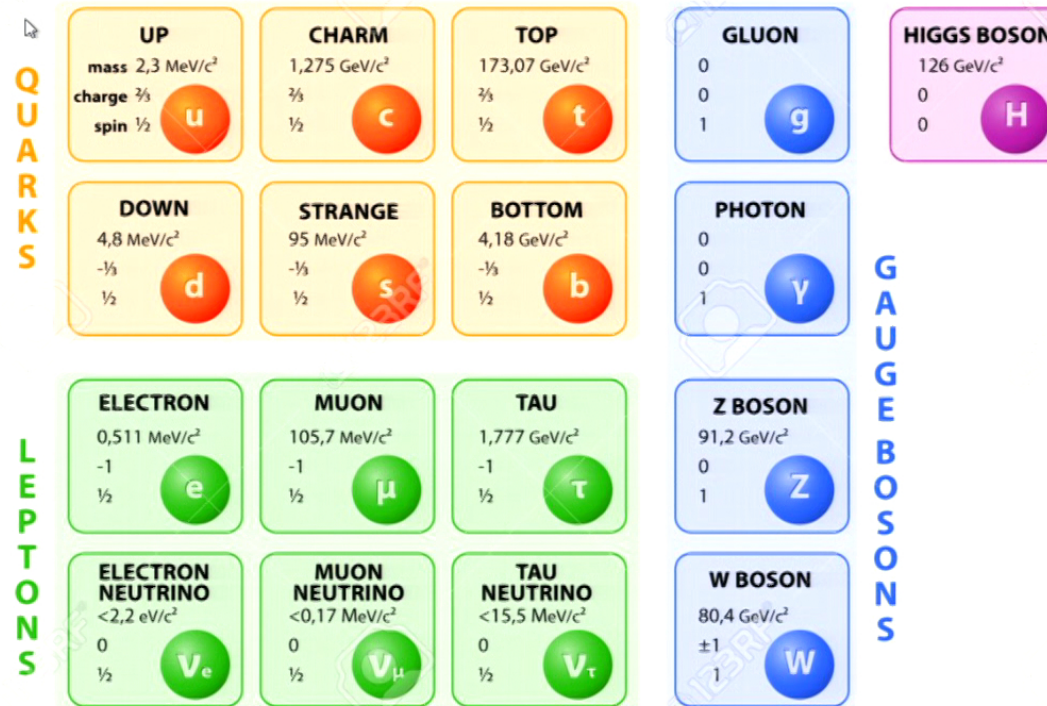 QUARKS
UP
mass 2,3 MeV/c²
charge ⅔
spin ½
u
CHARM
1,275 GeV/c²
⅔
½
c
TOP
173,07 GeV/c²
⅔
½
t
GLUON
0
0
1
g
HIGGS BOSON
126 GeV/c²
0
0
H
DOWN
4,8 MeV/c²
-⅓
½
d
STRANGE
95 MeV/c²
-⅓
½
s
BOTTOM
4,18 GeV/c²
-⅓
½
b
PHOTON
0
0
1
γ
GAUGE BOSONS
LEPTONS
ELECTRON
0,511 MeV/c²
-1
½
e
MUON
105,7 MeV/c²
-1
½
μ
TAU
1,777 GeV/c²
-1
½
τ
Z BOSON
91,2 GeV/c²
0
1
Z
ELECTRON
NEUTRINO
<2,2 eV/c²
0
½
νe
MUON
NEUTRINO
<0,17 MeV/c²
0
½
νμ
TAU
NEUTRINO
<15,5 MeV/c²
0
½
ντ
W BOSON
80,4 GeV/c²
±1
1
W
123RF